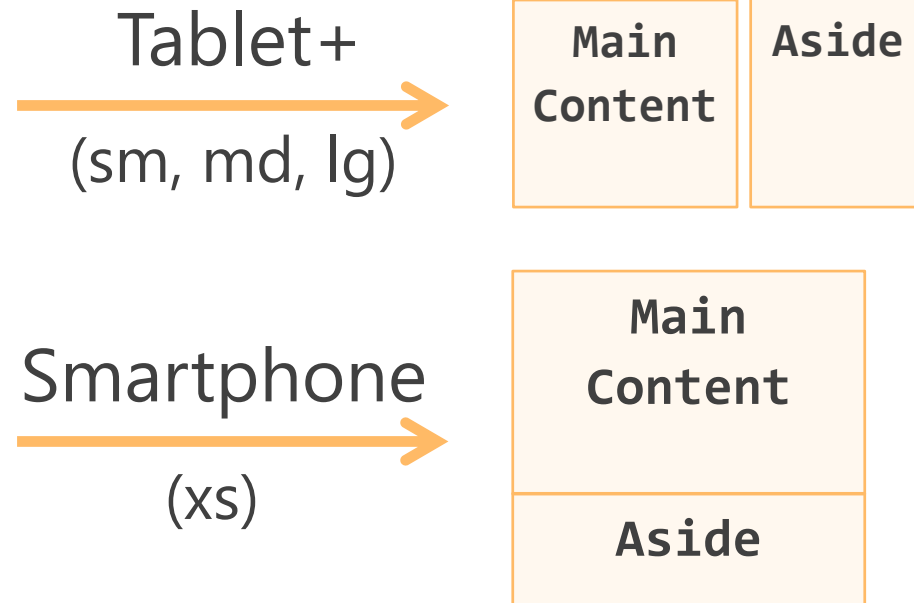 Tablet+
(sm, md, lg)
Main
Content
Aside
Smartphone
(xs)
Main
Content
Aside